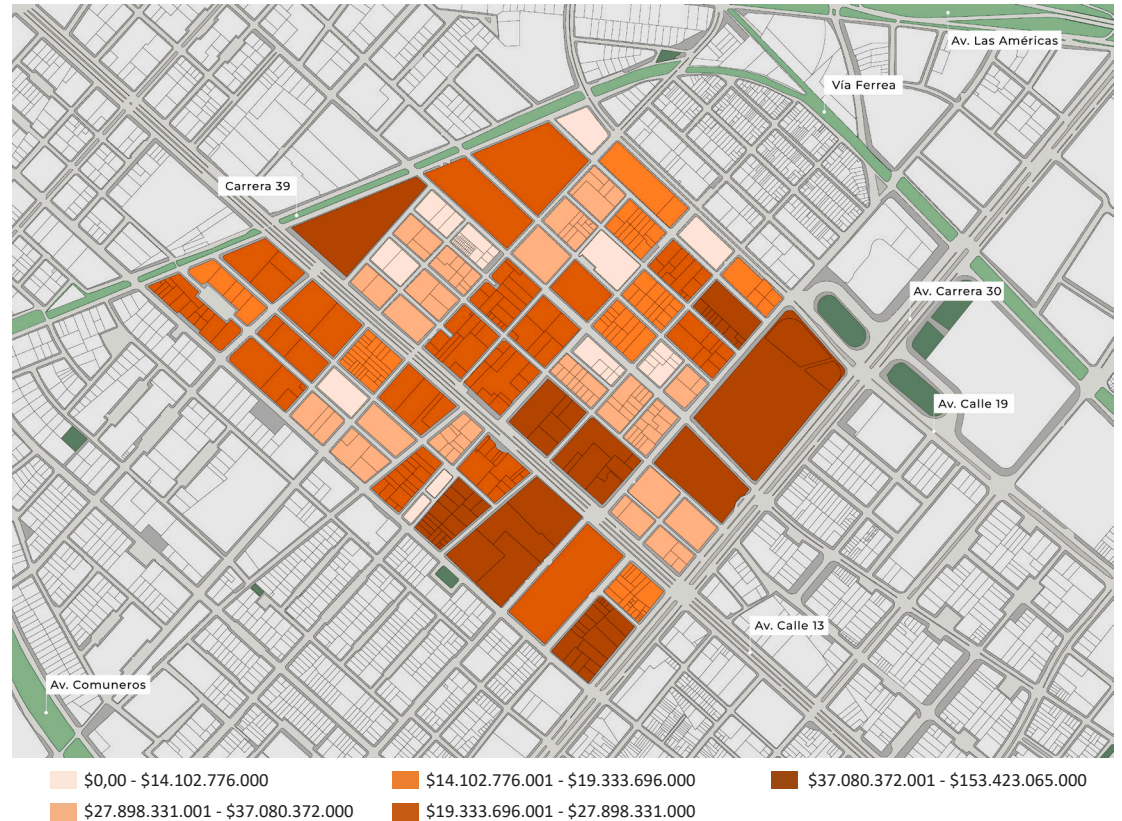 Av. Las Américas
Vía Ferrea
Carrera 39
Av. Carrera 30
Av. Calle 19
Av. Calle 13
Av. Comuneros
$0,00 - $14.102.776.000
$14.102.776.001 - $19.333.696.000
$37.080.372.001 - $153.423.065.000
$27.898.331.001 - $37.080.372.000
$19.333.696.001 - $27.898.331.000